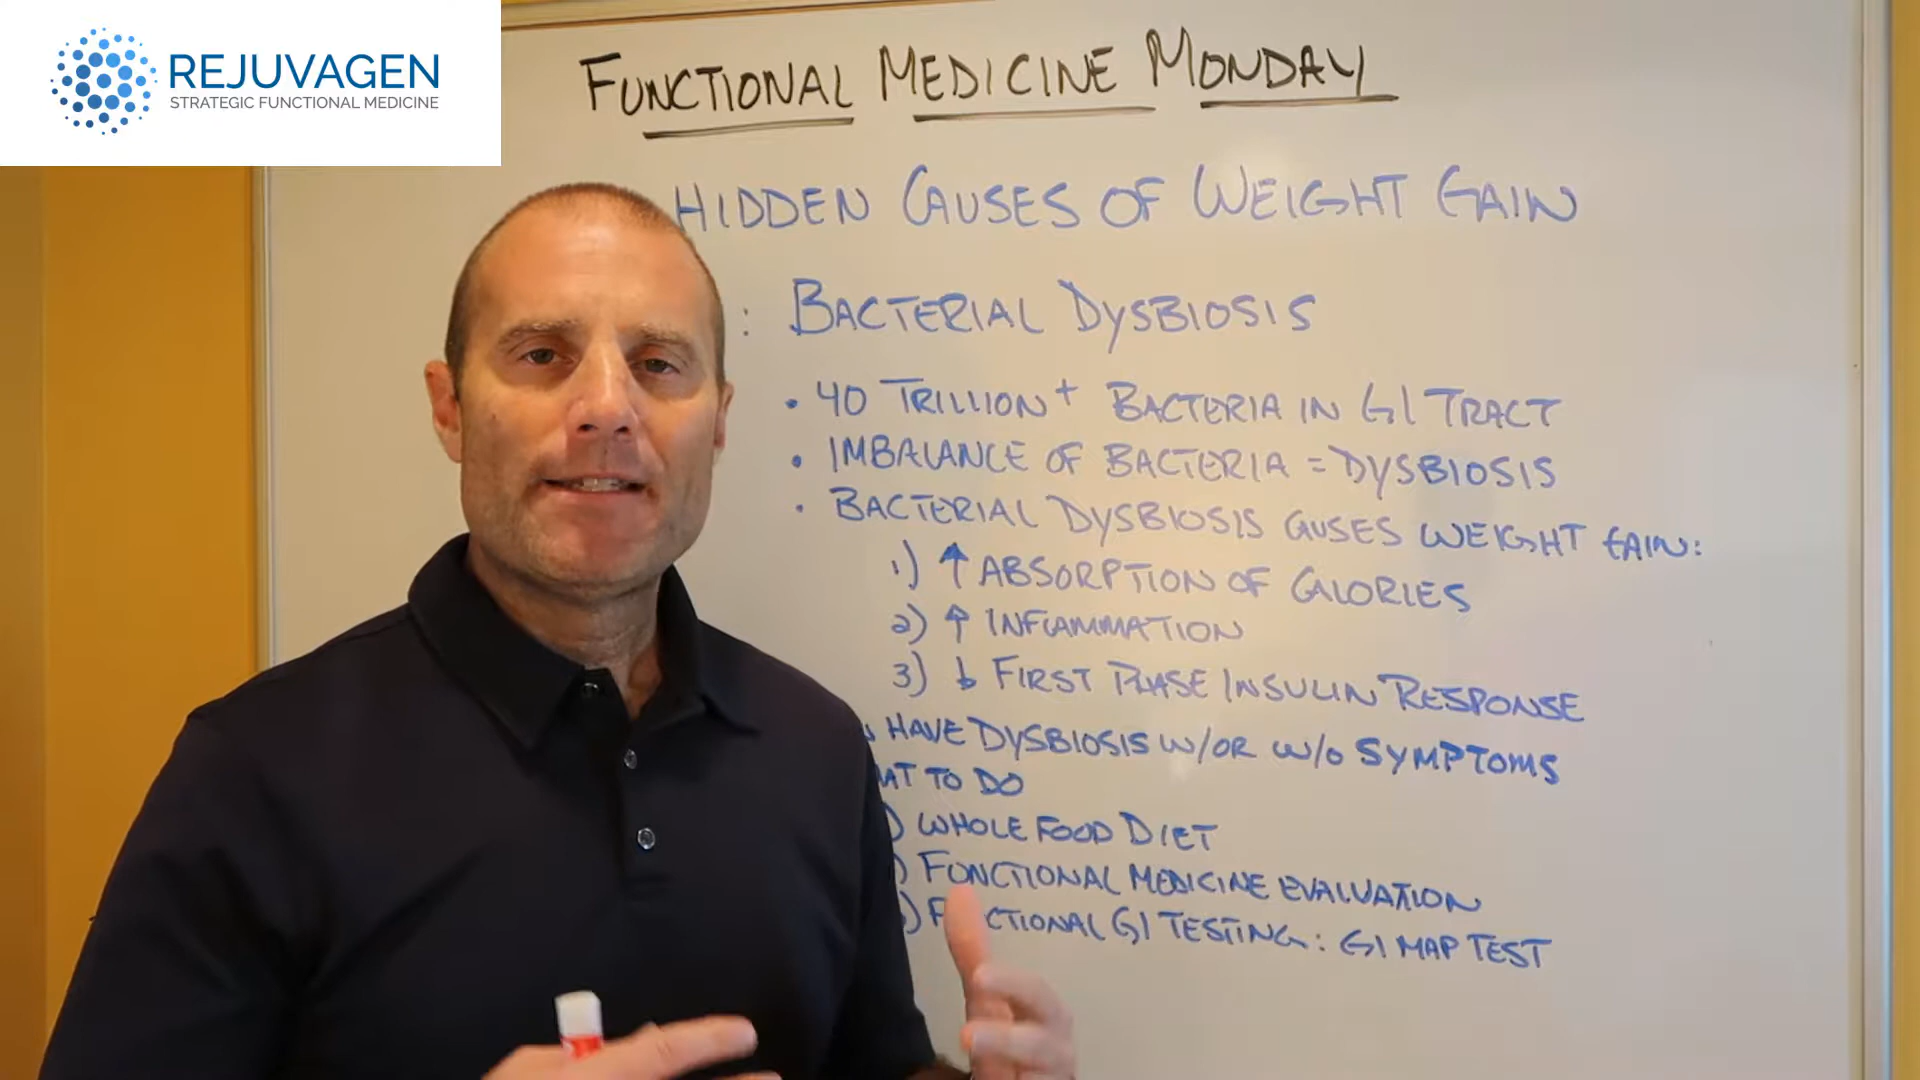 REJUVAGEN
STRATEGIC FUNCTIONAL MEDICINE
FUNCTIONAL MEDICINE MONDAY
HIDDEN CAUSES OF WEIGHT GAIN
: BACTERIAL DYSBIOSIS
• 40 TRILLION+ BACTERIA IN GI TRACT
• IMBALANCE OF BACTERIA = DYSBIOSIS
• BACTERIAL DYSBIOSIS CAUSES WEIGHT GAIN:
1) ↑ ABSORPTION OF CALORIES
2) ↑ INFLAMMATION
3) ↓ FIRST PHASE INSULIN RESPONSE
HAVE DYSBIOSIS W/OR W/O SYMPTOMS
TO DO
) WHOLE FOOD DIET
) FUNCTIONAL MEDICINE EVALUATION
) GI TESTING: GI MAP TEST